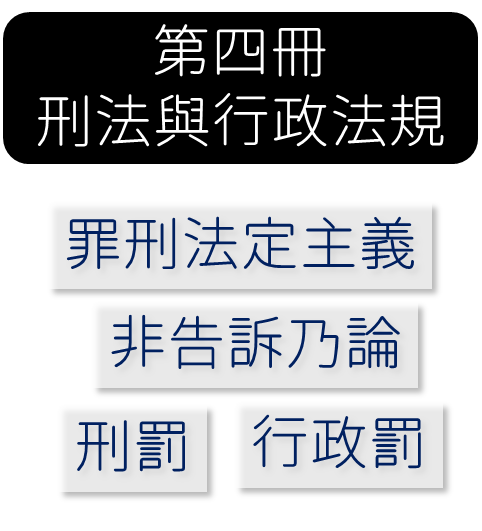 第四冊
刑法與行政法規
罪刑法定主義
非告訴乃論
刑罰
行政罰